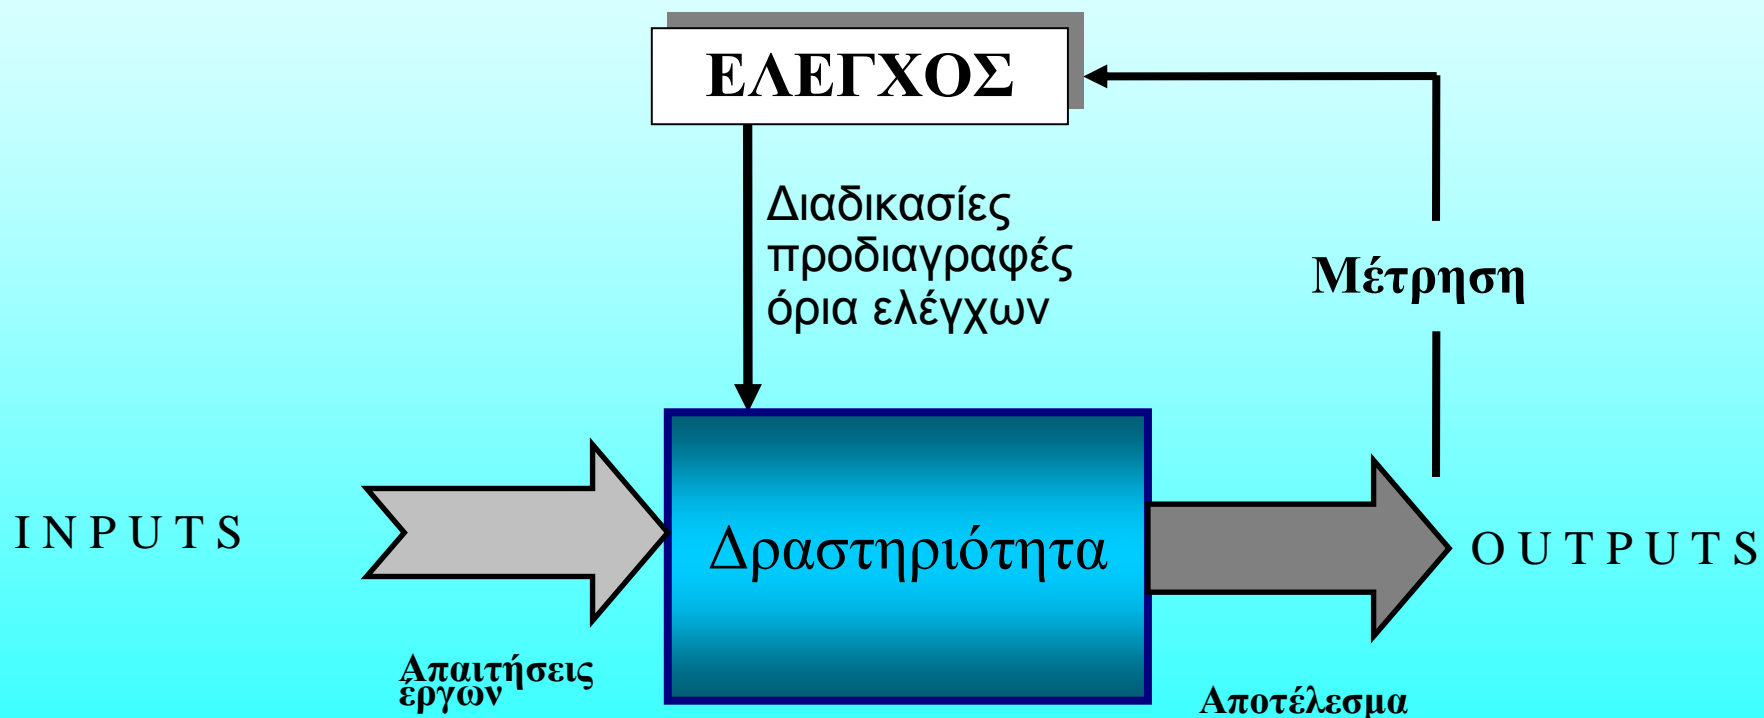 ΕΛΕΓΧΟΣ
Διαδικασίες
προδιαγραφές
όρια ελέγχων
Μέτρηση
INPUTS
Δραστηριότητα
OUTPUTS
Απαιτήσεις
έργων
Αποτέλεσμα